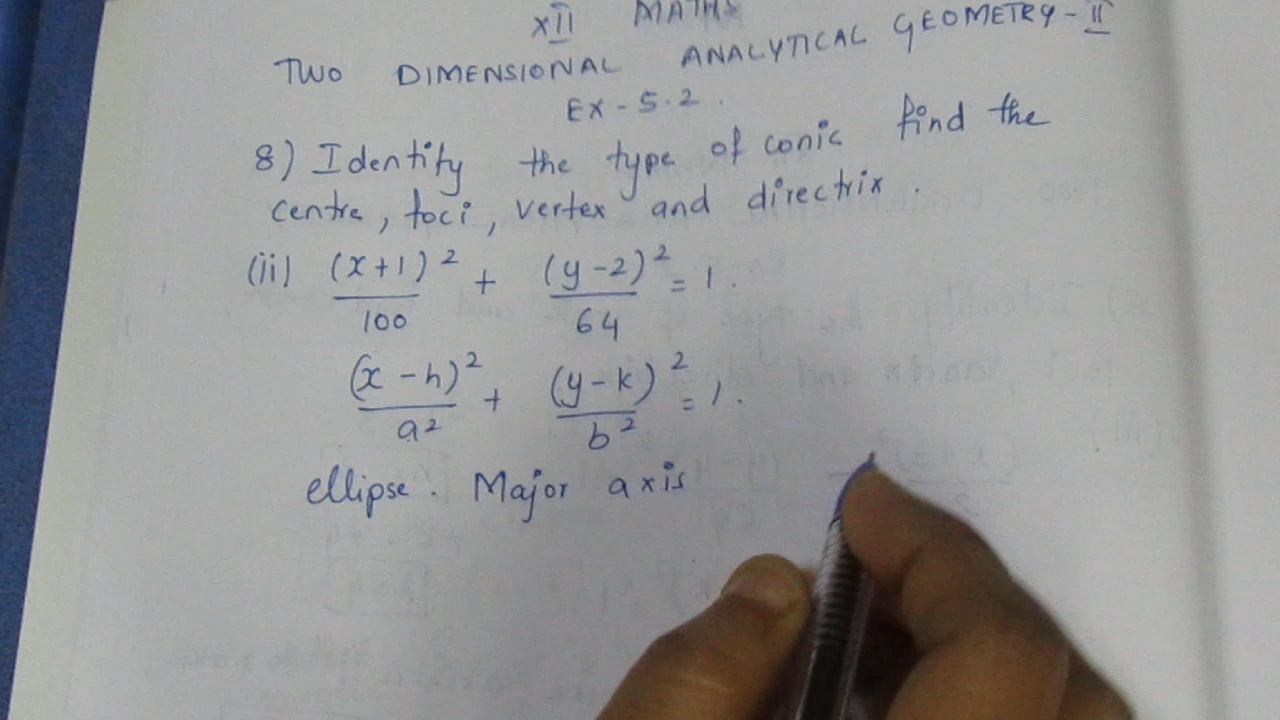 XII MATHS
TWO DIMENSIONAL ANALYTICAL GEOMETRY - II
EX - 5.2.
8) Identify the type of conic find the
centre, foci, vertex and directrix.
(ii) (x+1)²/100 + (y-2)²/64 = 1.
(x-h)²/a² + (y-k)²/b² = 1.
ellipse. Major axis